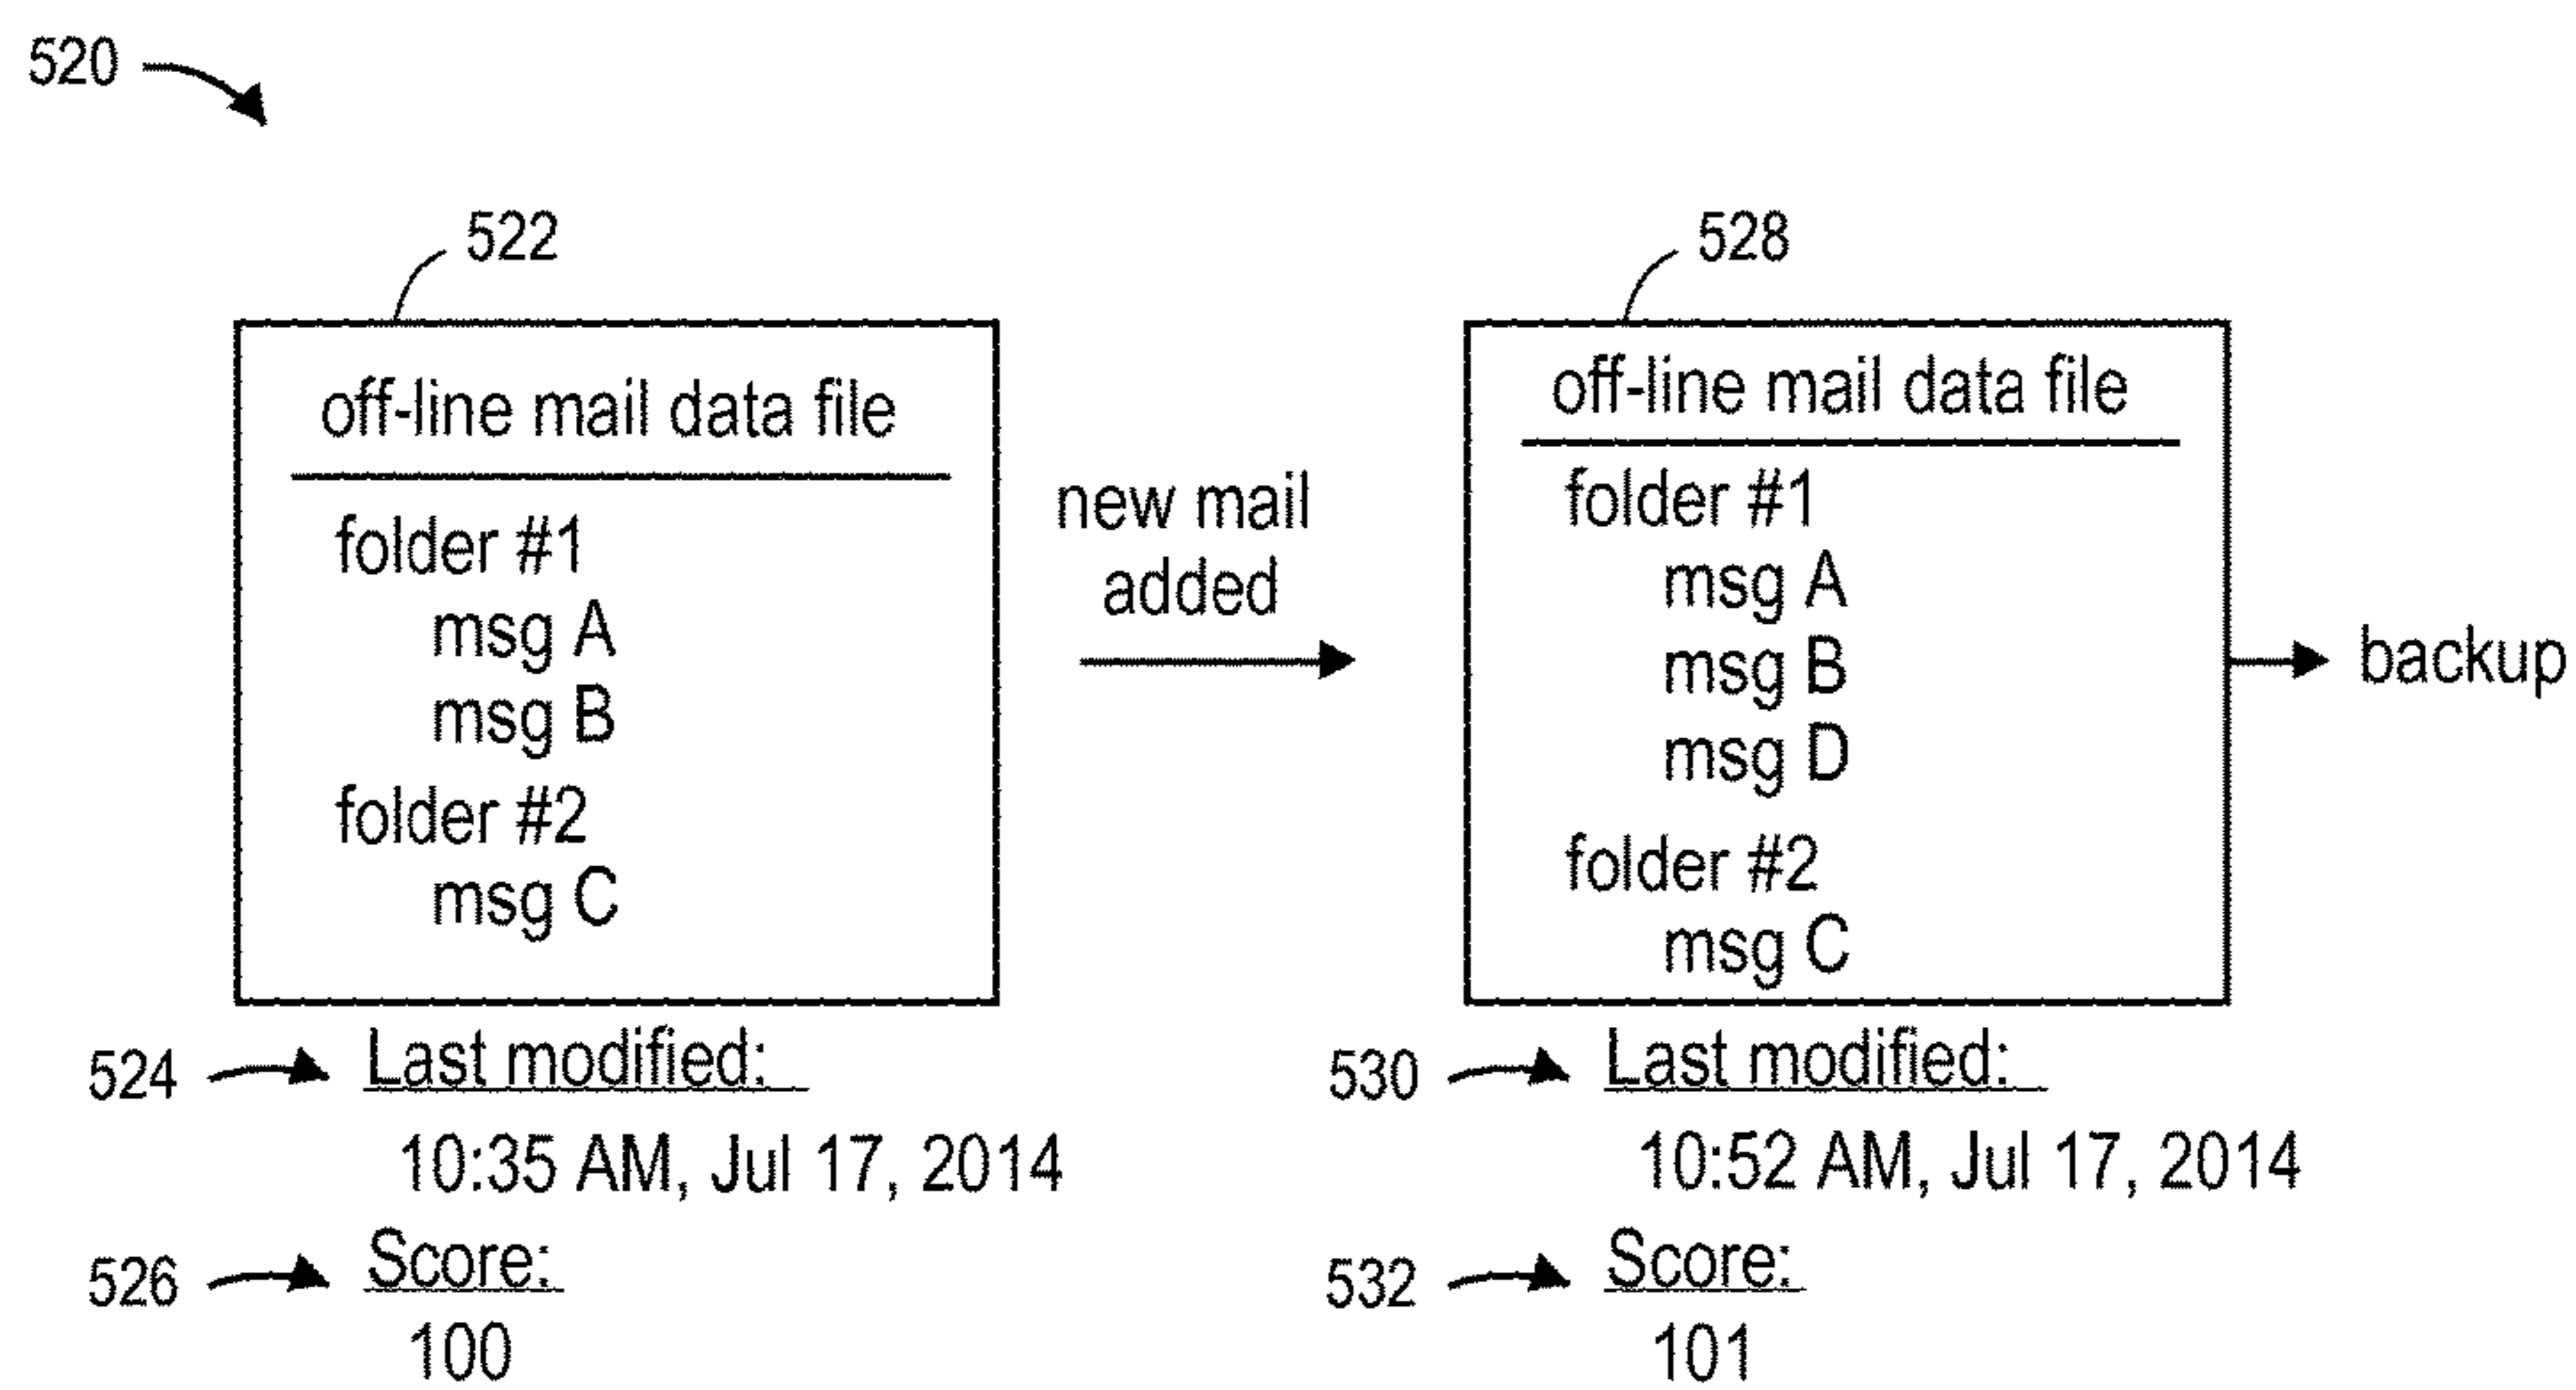 520
522
off-line mail data file
folder #1
msg A
msg B
folder #2
msg C
524
Last modified:
10:35 AM, Jul 17, 2014
526
Score:
100
new mail
added
528
off-line mail data file
folder #1
msg A
msg B
msg D
folder #2
msg C
530
Last modified:
10:52 AM, Jul 17, 2014
532
Score:
101
backup